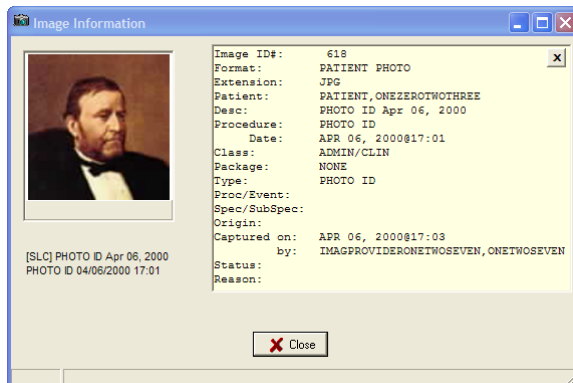 Image Information
Image ID#: 618
Format: PATIENT PHOTO
Extension: JPG
Patient: PATIENT,ONEZEROTWOTHREE
Desc: PHOTO ID Apr 06, 2000
Procedure: PHOTO ID
Date: APR 06, 2000@17:01
Class: ADMIN/CLIN
Package: NONE
Type: PHOTO ID
Proc/Event:
Spec/SubSpec:
Origin:
Captured on: APR 06, 2000@17:03
by: IMAGPROVIDERONETWOSEVEN,ONETWOSEVEN
Status:
Reason:
[SLC] PHOTO ID Apr 06, 2000
PHOTO ID 04/06/2000 17:01
Close